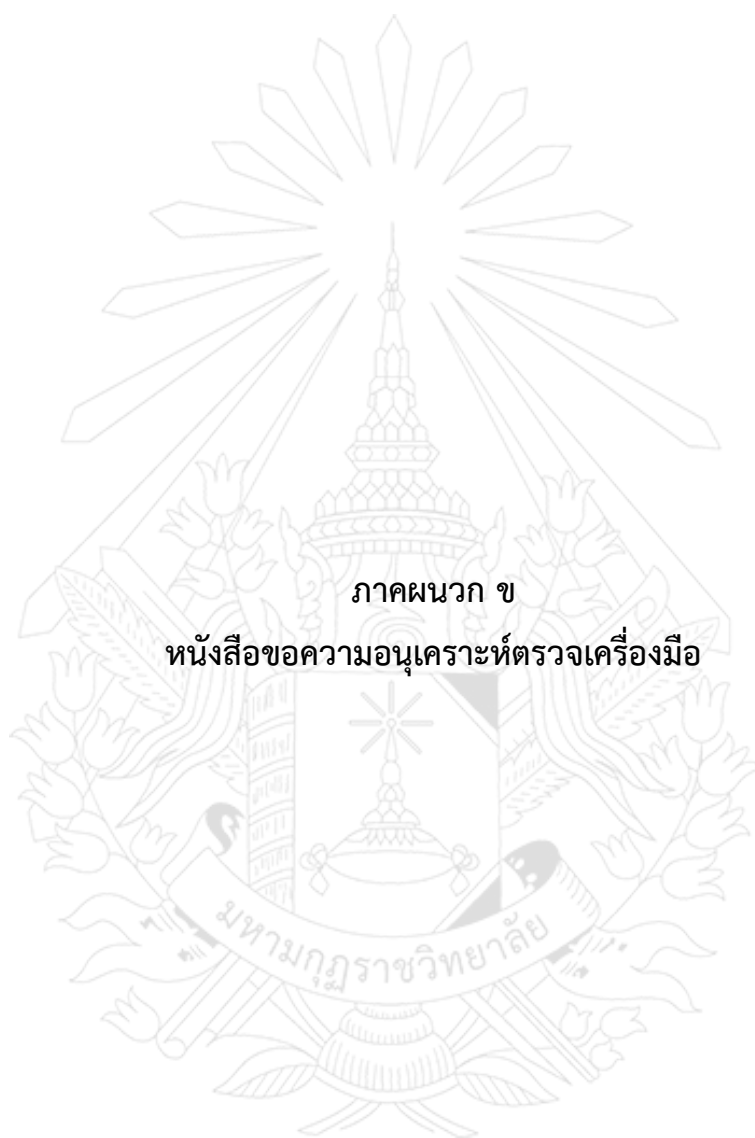 ภาคผนวก ข
หนังสือขอความอนุเคราะห์ตรวจเครื่องมือ
มหามกุฏราชวิทยาลัย